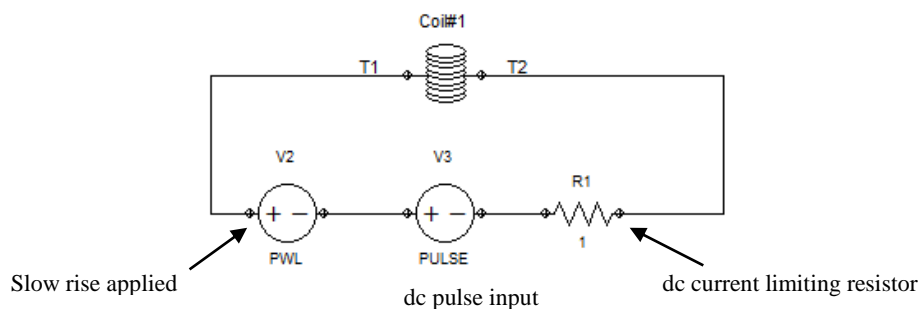 Coil#1
T1
T2
V2
V3
R1
+ −
+ −
1
PWL
PULSE
Slow rise applied
dc pulse input
dc current limiting resistor